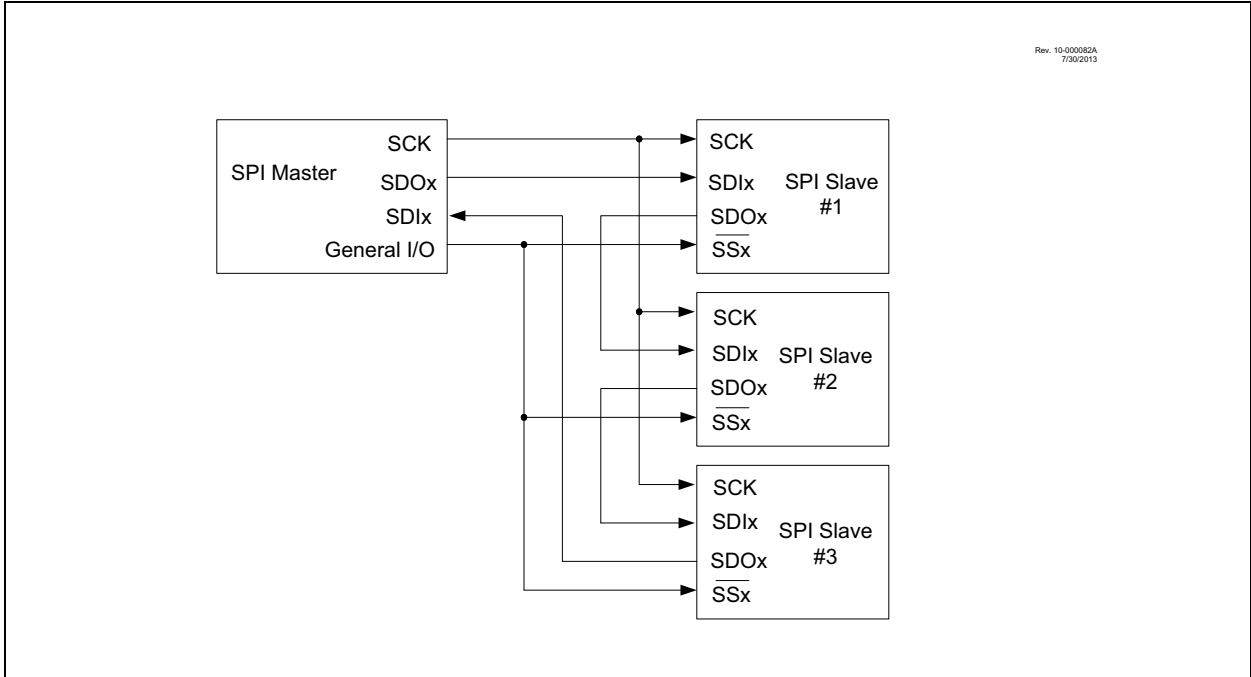 Rev. 10-000082A
7/30/2013
SPI Master
SCK
SDOx
SDIx
General I/O
SCK
SDIx
SDOx
SSx
SPI Slave
#1
SCK
SDIx
SDOx
SSx
SPI Slave
#2
SCK
SDIx
SDOx
SSx
SPI Slave
#3